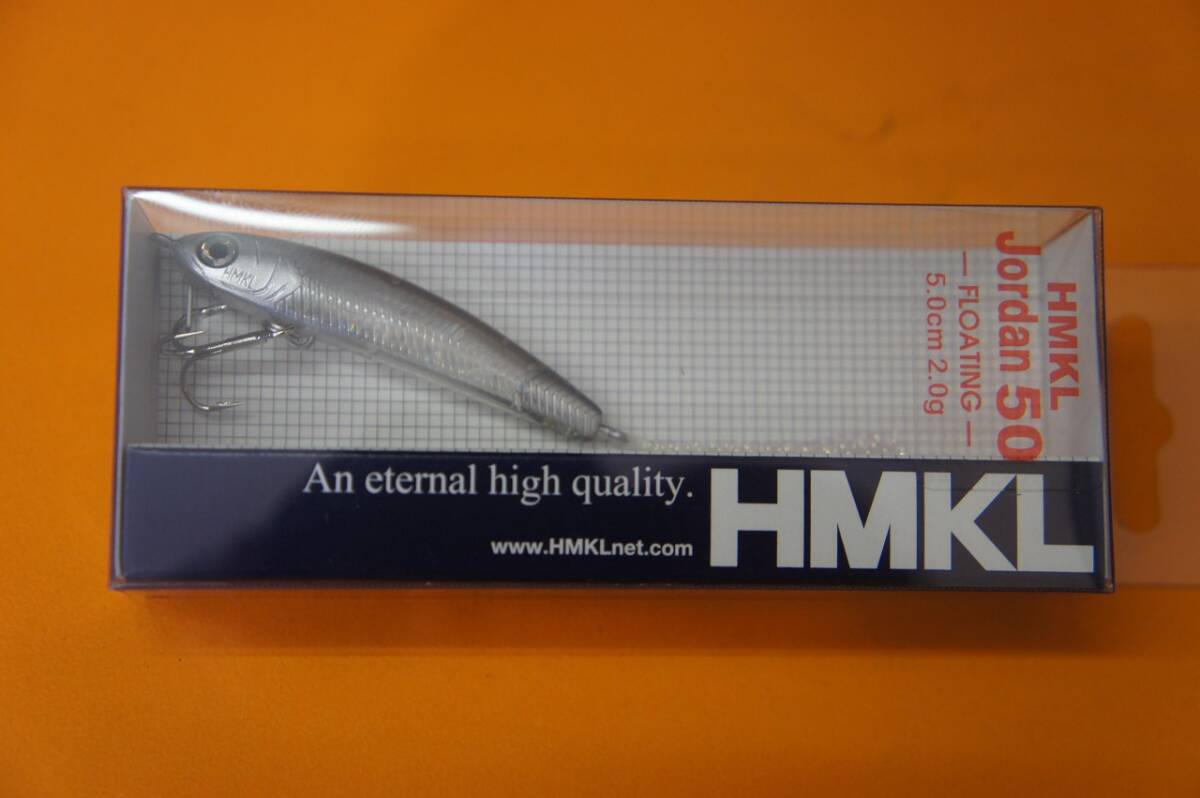 HMKL
HMKL
Jordan 50
— FLOATING —
5.0cm 2.0g
An eternal high quality.
www.HMKLnet.com
HMKL